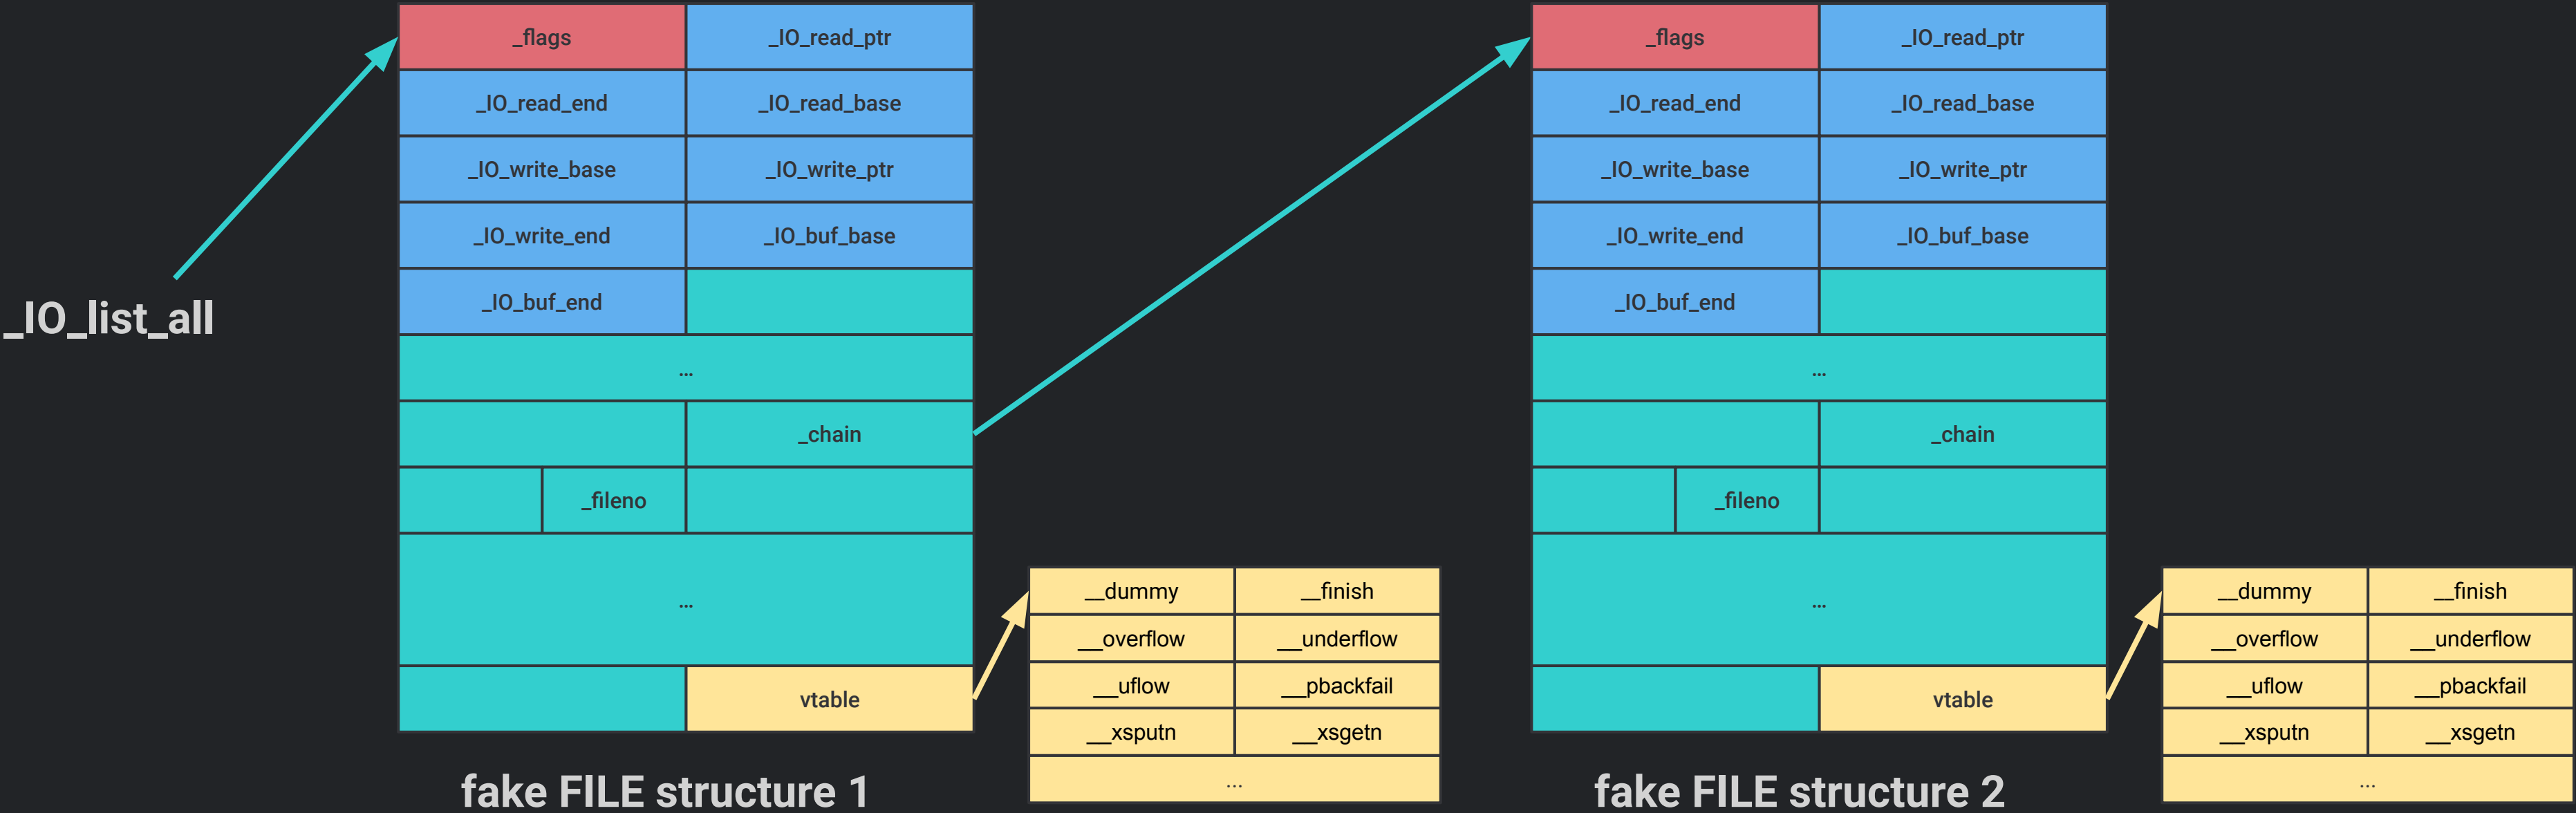 _flags _IO_read_ptr
_IO_read_end _IO_read_base
_IO_write_base _IO_write_ptr
_IO_write_end _IO_buf_base
_IO_buf_end
_IO_list_all
...
_chain
_fileno
...
vtable
__dummy __finish
__overflow __underflow
__uflow __pbackfail
__xsputn __xsgetn
...
fake FILE structure 1
_flags _IO_read_ptr
_IO_read_end _IO_read_base
_IO_write_base _IO_write_ptr
_IO_write_end _IO_buf_base
_IO_buf_end
...
_chain
_fileno
...
vtable
__dummy __finish
__overflow __underflow
__uflow __pbackfail
__xsputn __xsgetn
...
fake FILE structure 2